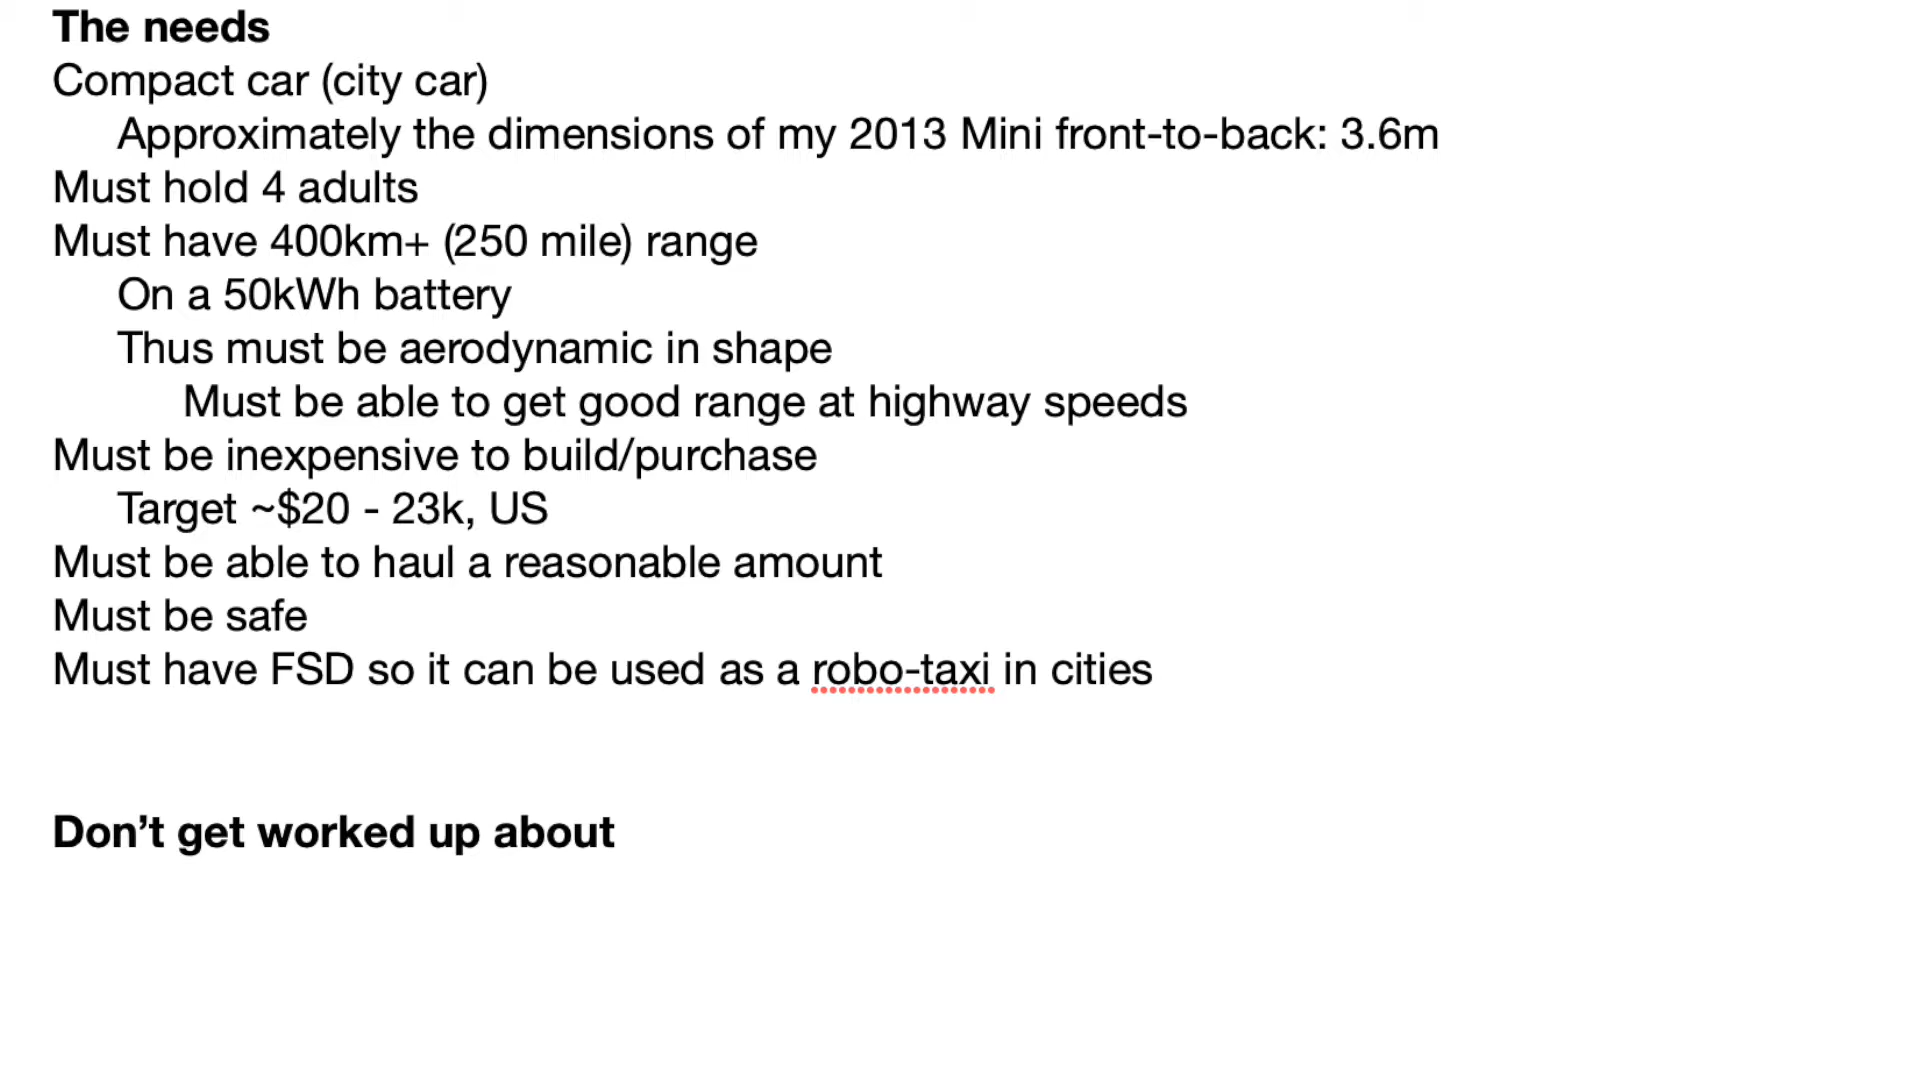 The needs
Compact car (city car)
Approximately the dimensions of my 2013 Mini front-to-back: 3.6m
Must hold 4 adults
Must have 400km+ (250 mile) range
On a 50kWh battery
Thus must be aerodynamic in shape
Must be able to get good range at highway speeds
Must be inexpensive to build/purchase
Target ~$20 - 23k, US
Must be able to haul a reasonable amount
Must be safe
Must have FSD so it can be used as a robo-taxi in cities
Don’t get worked up about